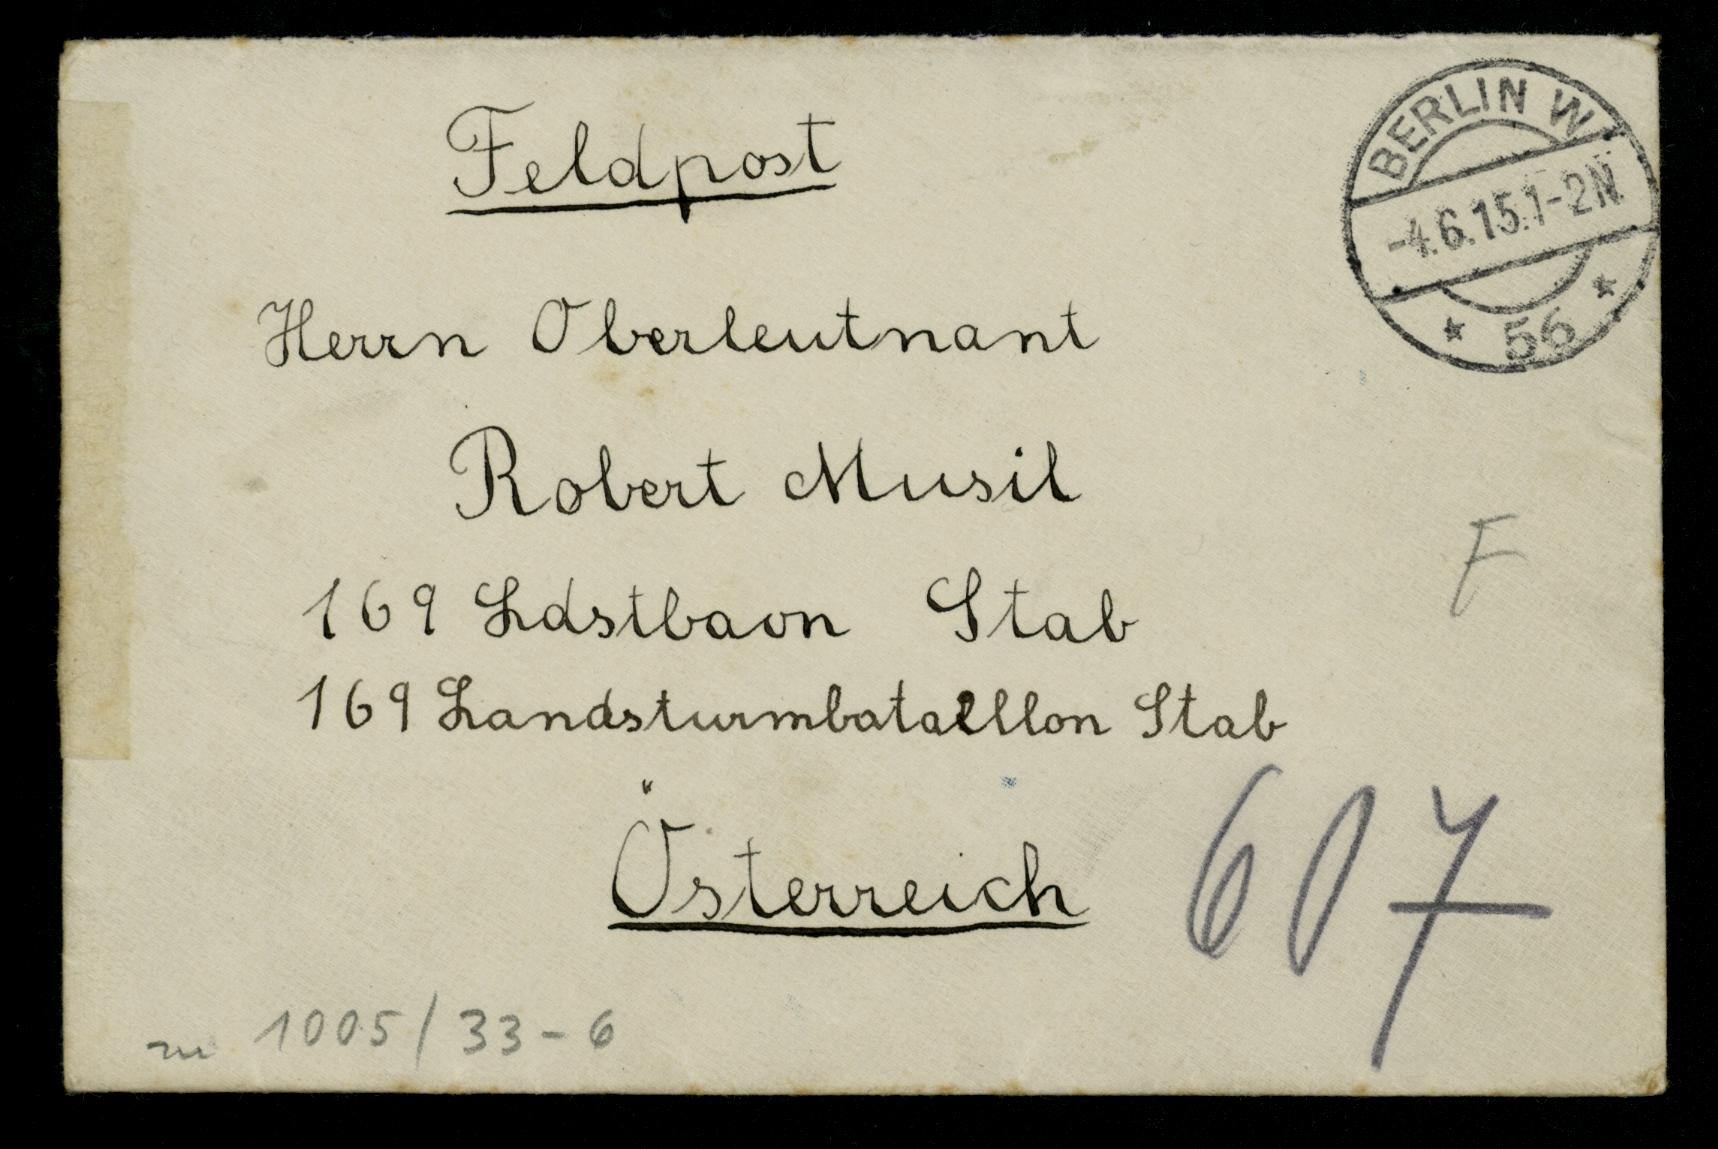 Feldpost
BERLIN W
-4.6.15.1-2N
* 56 *
Herrn Oberleutnant
Robert Musil
F
169 Ldstbaon Stab
169 Landsturmbataillon Stab
Österreich
607
zu 1005/33-6